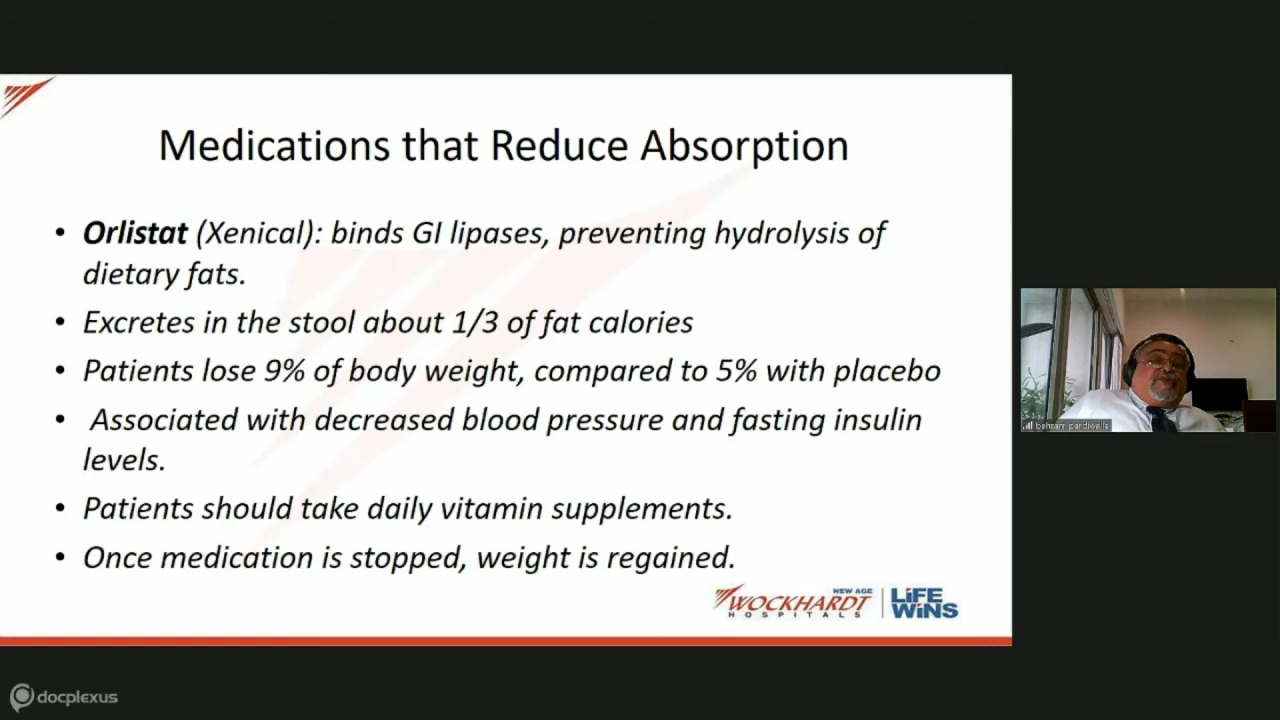 Medications that Reduce Absorption
• Orlistat (Xenical): binds GI lipases, preventing hydrolysis of
dietary fats.
• Excretes in the stool about 1/3 of fat calories
• Patients lose 9% of body weight, compared to 5% with placebo
• Associated with decreased blood pressure and fasting insulin
levels.
• Patients should take daily vitamin supplements.
• Once medication is stopped, weight is regained.
NEW AGE
WOCKHARDT
HOSPITALS
LiFE
WiNS
behram pardiwalla
docplexus